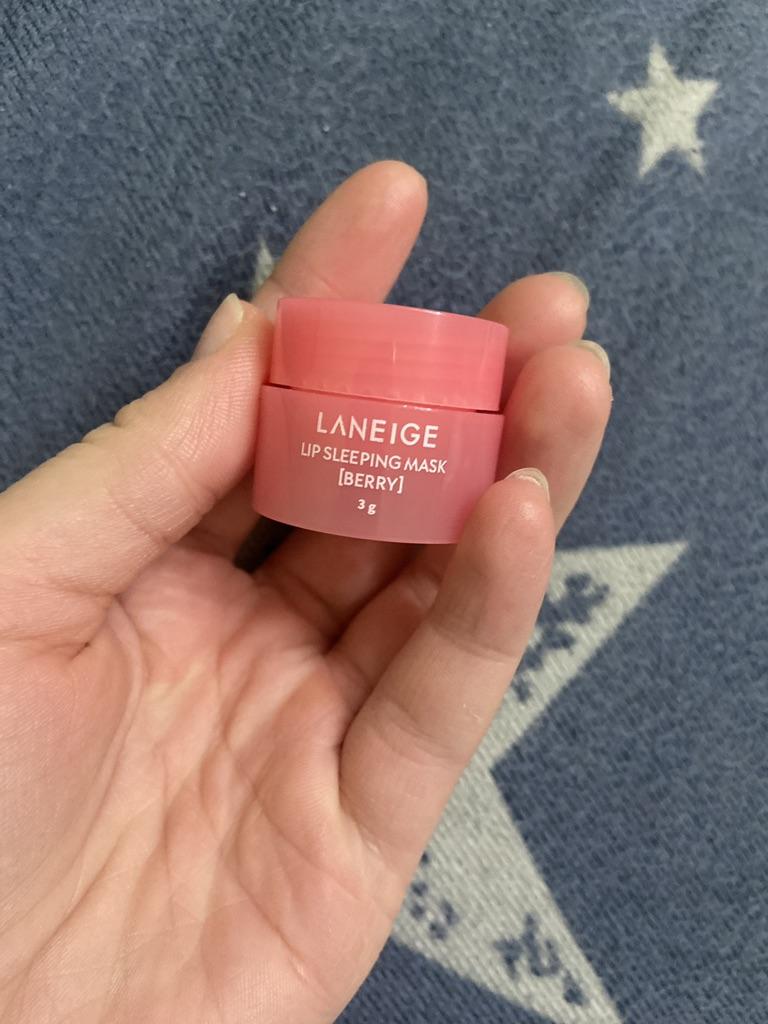 LANEIGE
LIP SLEEPING MASK
[BERRY]
3 g